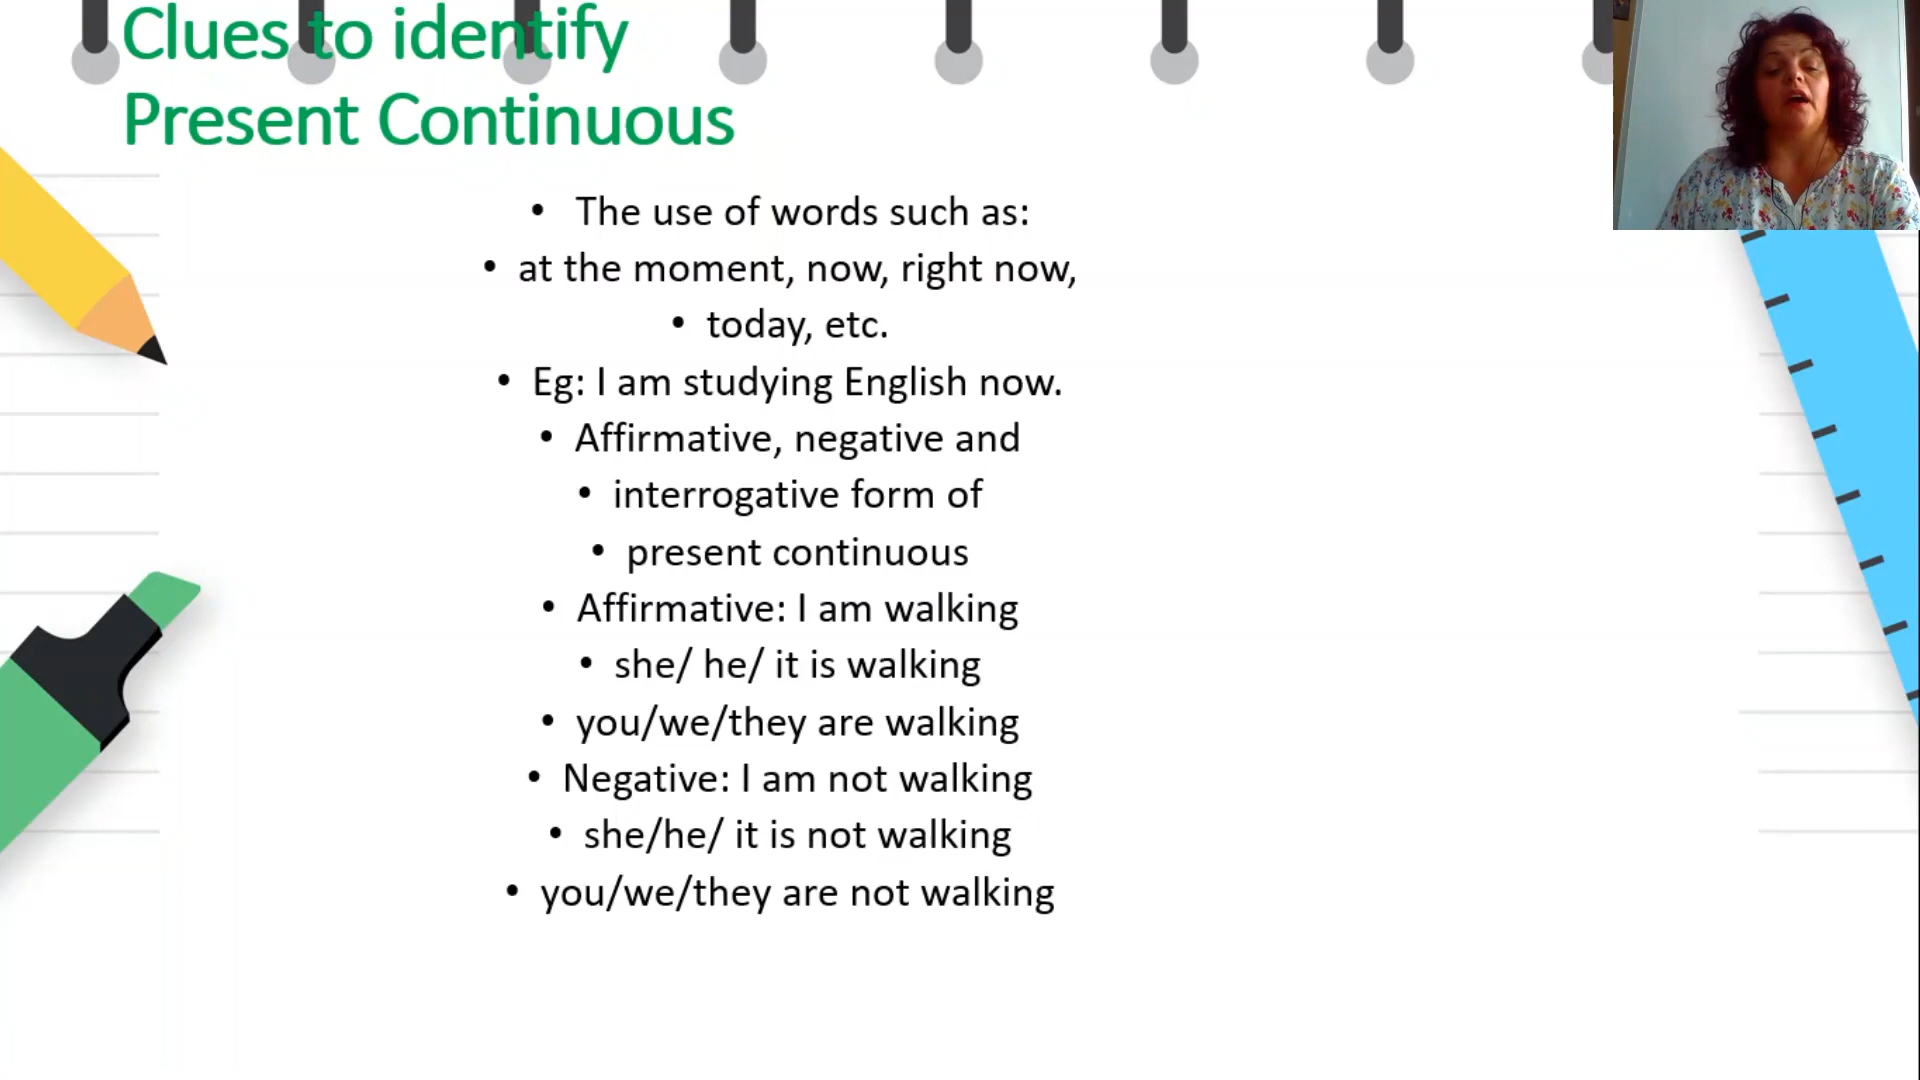 Clues to identify
Present Continuous
• The use of words such as:
• at the moment, now, right now,
• today, etc.
• Eg: I am studying English now.
• Affirmative, negative and
• interrogative form of
• present continuous
• Affirmative: I am walking
• she/ he/ it is walking
• you/we/they are walking
• Negative: I am not walking
• she/he/ it is not walking
• you/we/they are not walking